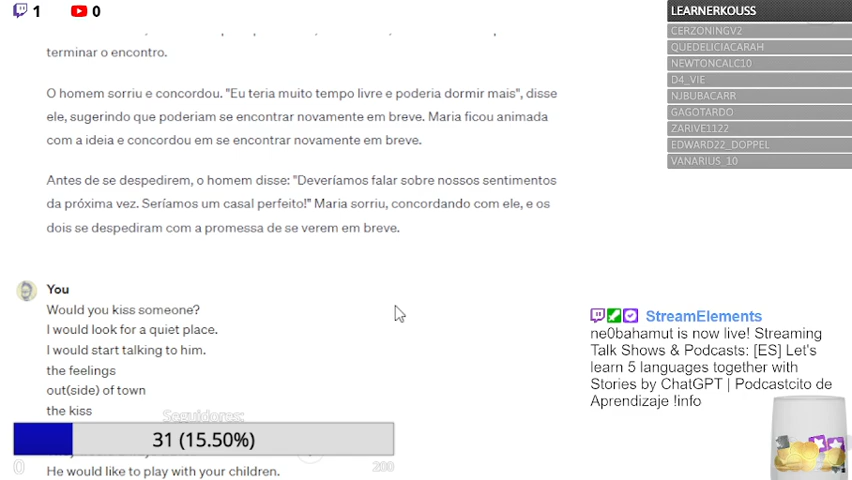 1
0
terminar o encontro.
O homem sorriu e concordou. "Eu teria muito tempo livre e poderia dormir mais", disse
ele, sugerindo que poderiam se encontrar novamente em breve. Maria ficou animada
com a ideia e concordou em se encontrar novamente em breve.
Antes de se despedirem, o homem disse: "Deveríamos falar sobre nossos sentimentos
da próxima vez. Seríamos um casal perfeito!" Maria sorriu, concordando com ele, e os
dois se despediram com a promessa de se verem em breve.
You
Would you kiss someone?
I would look for a quiet place.
I would start talking to him.
the feelings
out(side) of town
the kiss
Seguidores:
31 (15.50%)
0
200
He would like to play with your children.
LEARNERKOUSS
CERZONINGV2
QUEDELICIACARAH
NEWTONCALC10
D4_VIE
NJBUBACARR
GAGOTARDO
ZARIVE1122
EDWARD22_DOPPEL
VANARIUS_10
StreamElements
ne0bahamut is now live! Streaming
Talk Shows & Podcasts: [ES] Let's
learn 5 languages together with
Stories by ChatGPT | Podcastcito de
Aprendizaje !info